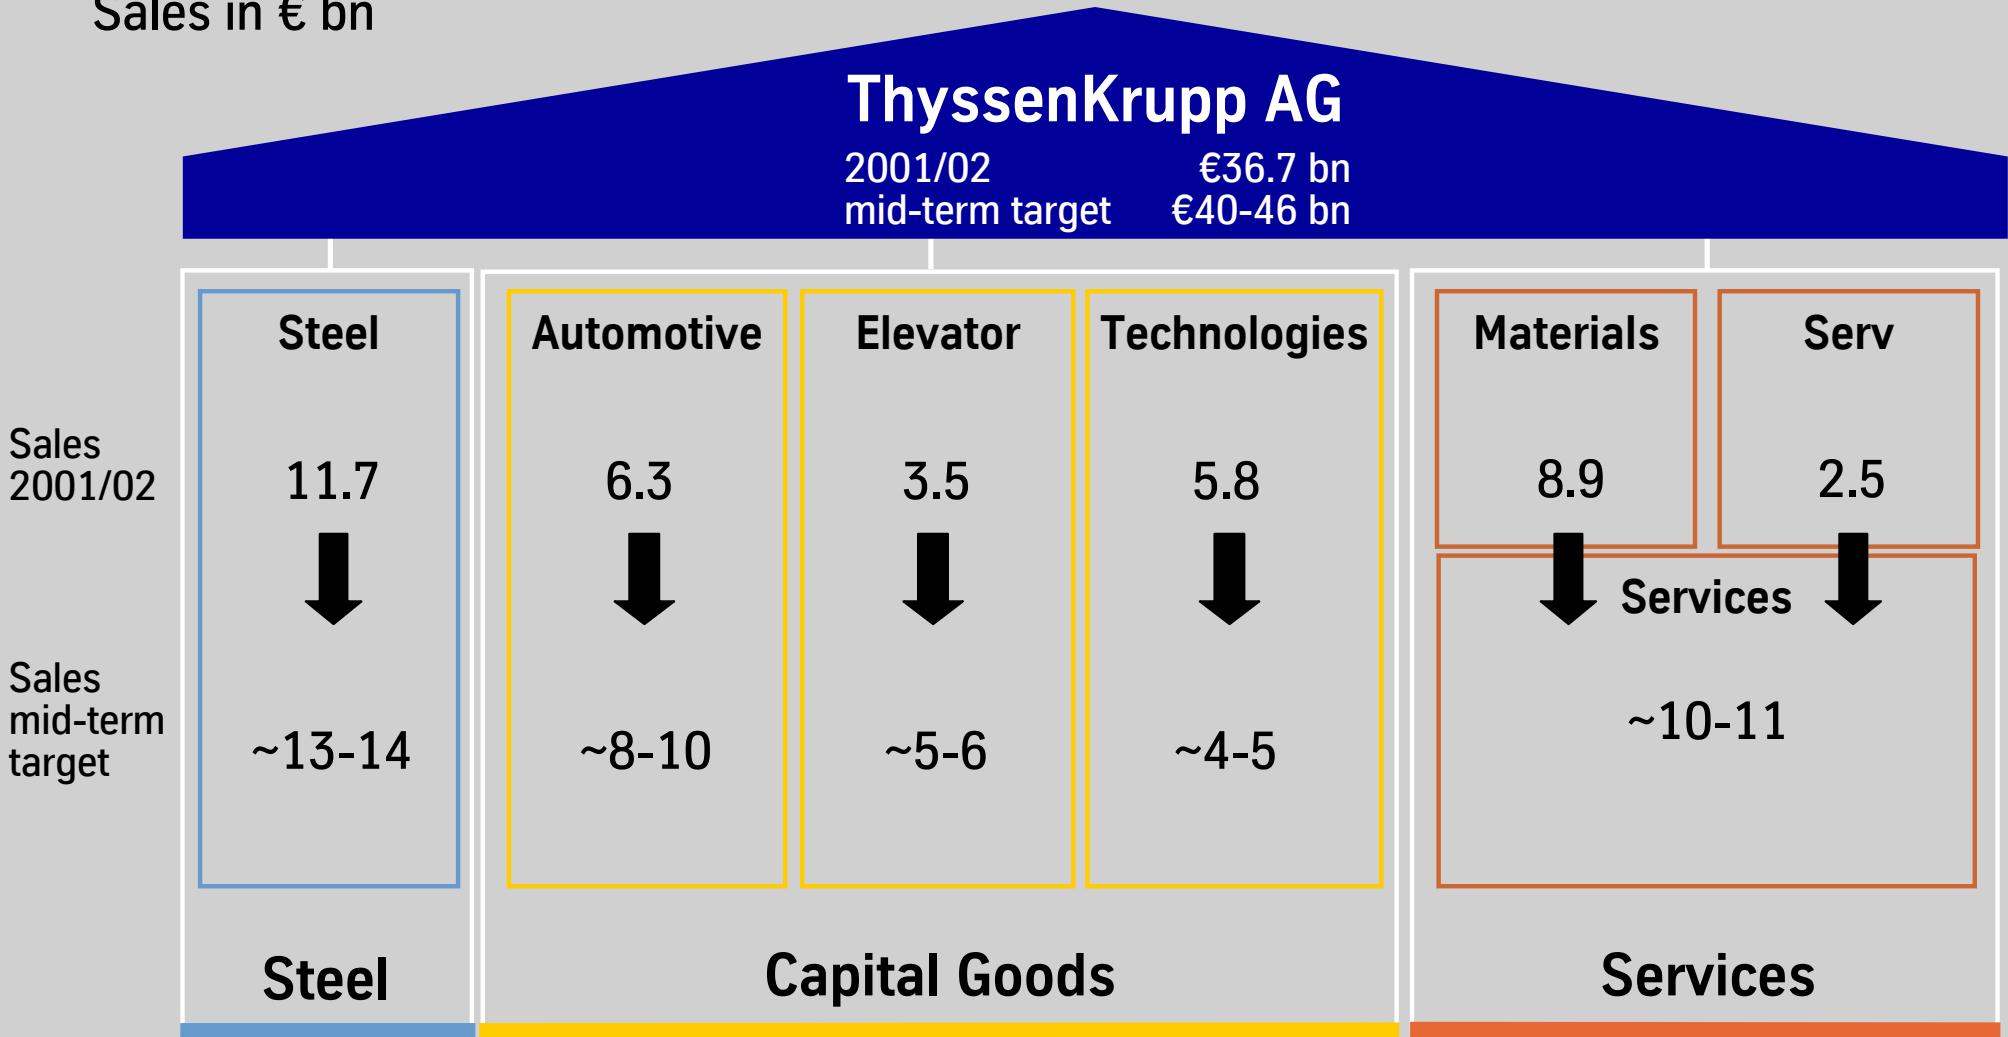 Sales in € bn
ThyssenKrupp AG
2001/02 €36.7 bn
mid-term target €40-46 bn
Steel Automotive Elevator Technologies Materials Serv
Sales
2001/02 11.7 6.3 3.5 5.8 8.9 2.5
Services
Sales
mid-term
target ~13-14 ~8-10 ~5-6 ~4-5 ~10-11
Steel Capital Goods Services